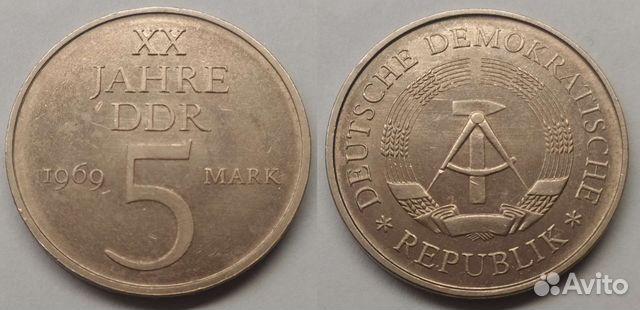 XX
JAHRE
DDR
1969 5 MARK
* DEUTSCHE DEMOKRATISCHE *
REPUBLIK
Avito